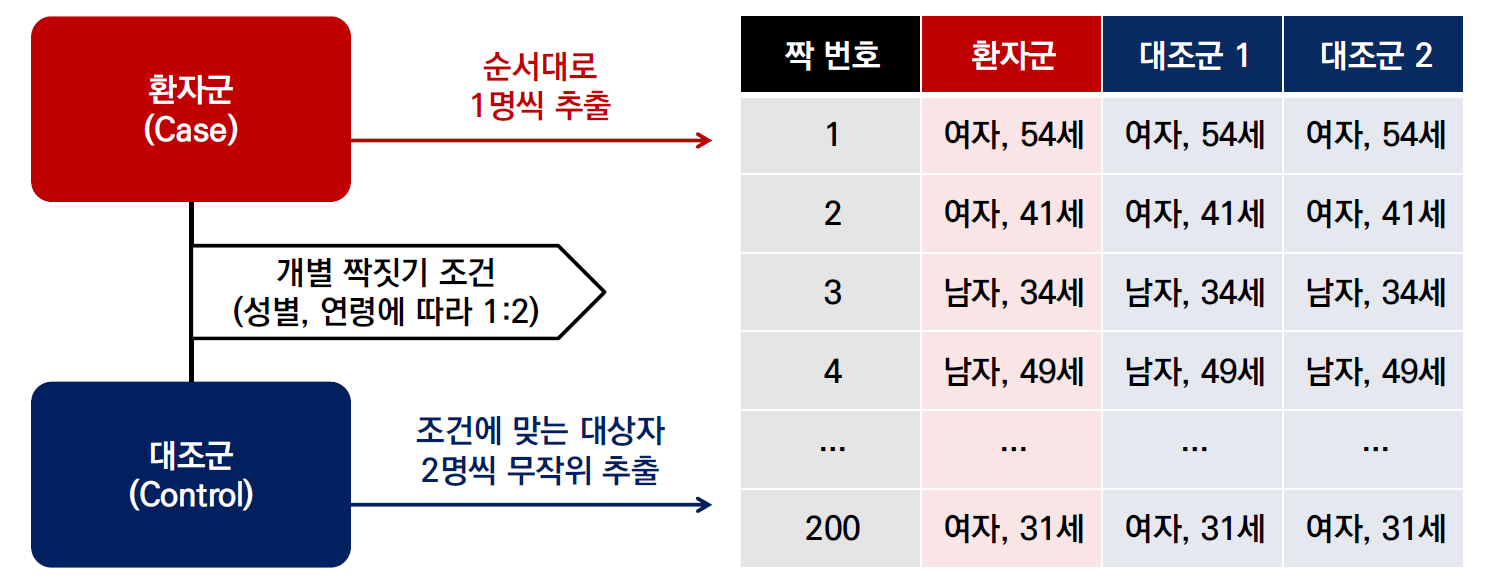 환자군
(Case)
순서대로
1명씩 추출
개별 짝짓기 조건
(성별, 연령에 따라 1:2)
대조군
(Control)
조건에 맞는 대상자
2명씩 무작위 추출
짝 번호 환자군 대조군 1 대조군 2
1 여자, 54세 여자, 54세 여자, 54세
2 여자, 41세 여자, 41세 여자, 41세
3 남자, 34세 남자, 34세 남자, 34세
4 남자, 49세 남자, 49세 남자, 49세
... ... ... ...
200 여자, 31세 여자, 31세 여자, 31세